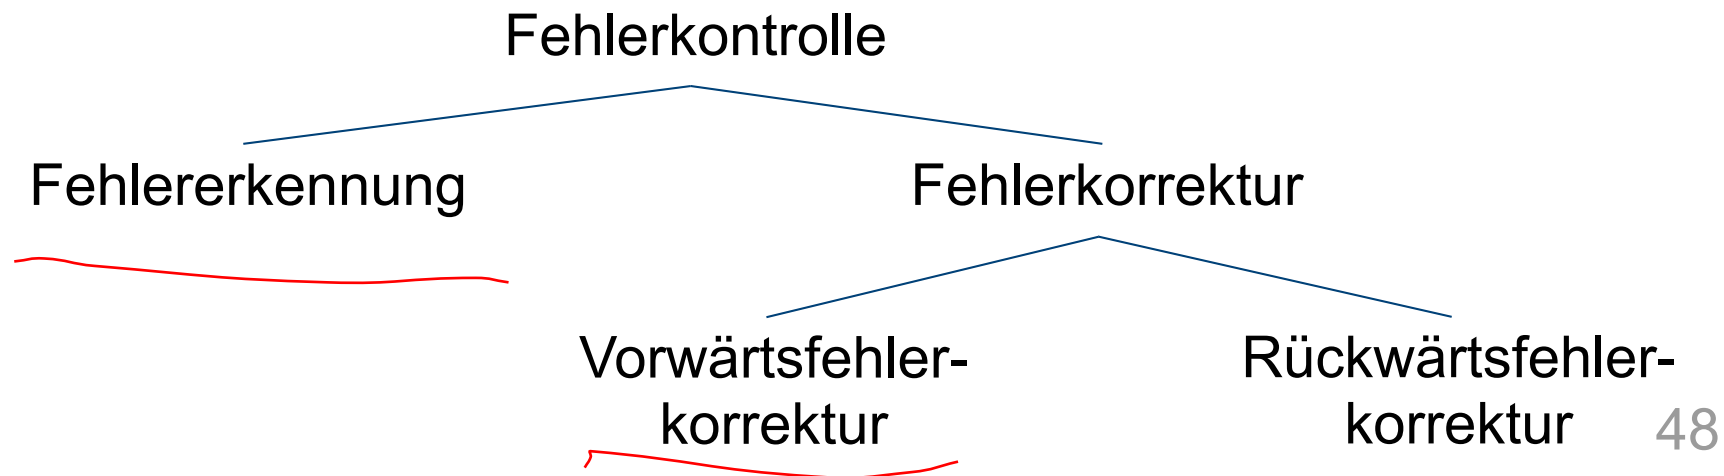 Fehlerkontrolle
Fehlererkennung
Fehlerkorrektur
Vorwärtsfehler-
korrektur
Rückwärtsfehler-
korrektur
48